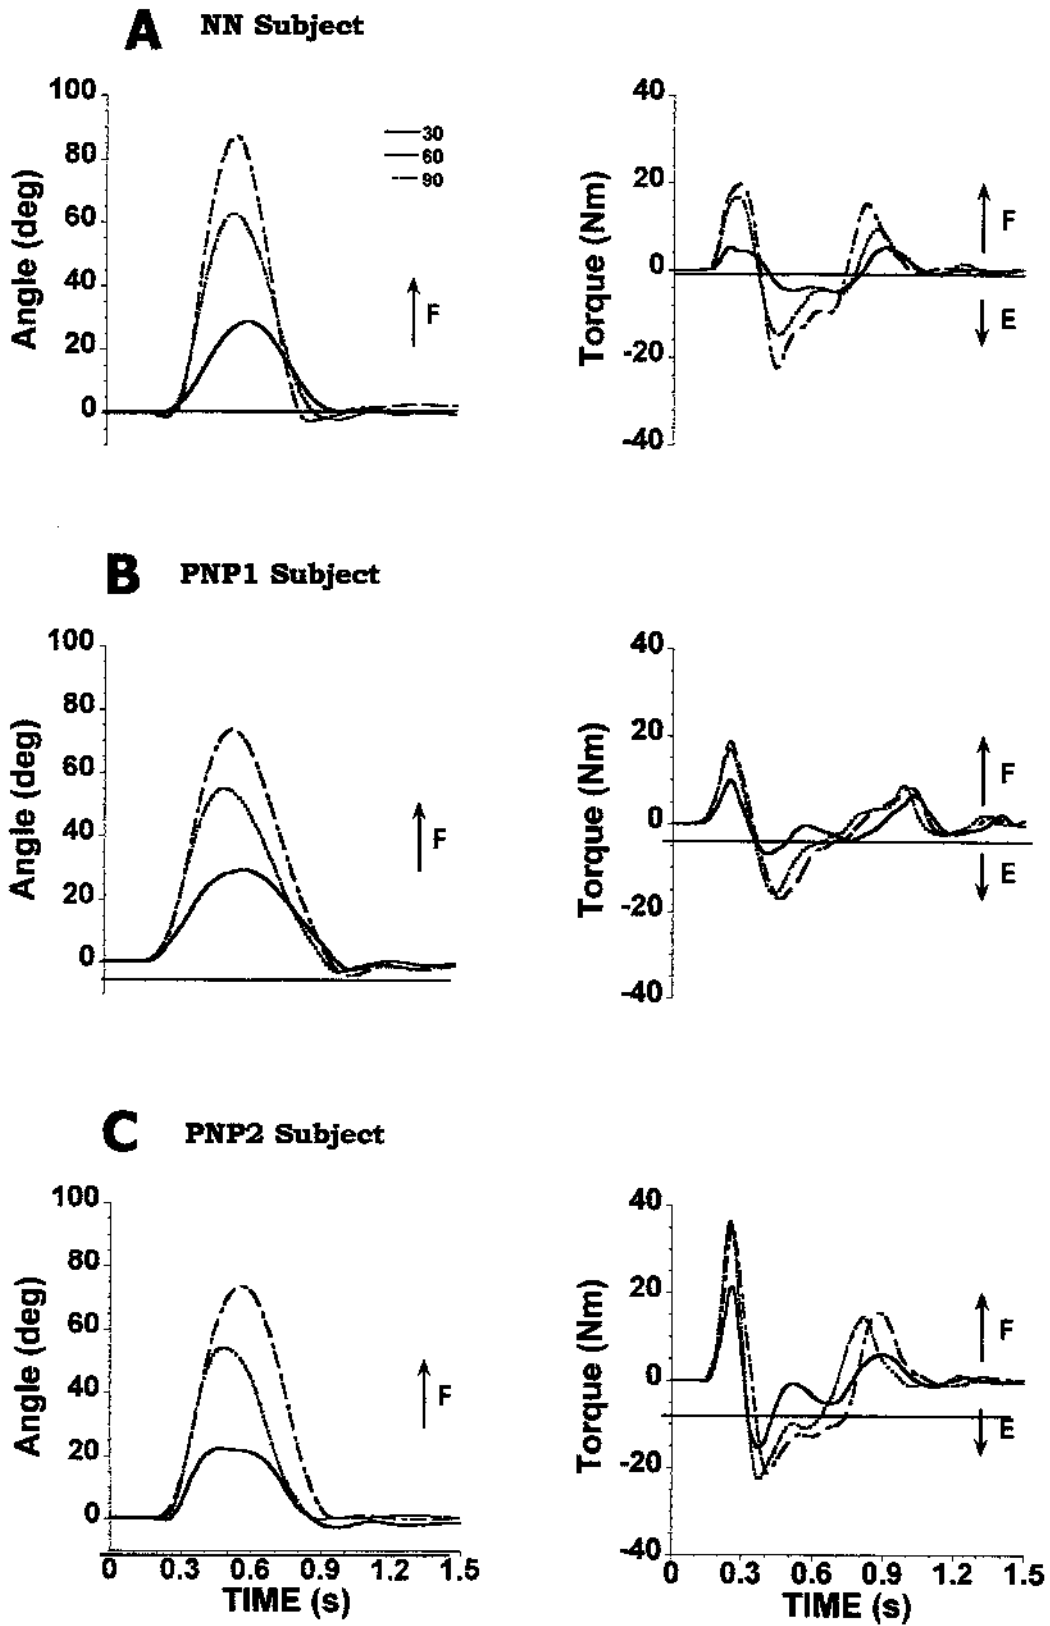 A NN Subject
100
80
60
40
20
0
Angle (deg)
30
60
90
F
40
20
0
-20
-40
Torque (Nm)
F
E
B PNP1 Subject
100
80
60
40
20
0
Angle (deg)
F
40
20
0
-20
-40
Torque (Nm)
F
E
C PNP2 Subject
100
80
60
40
20
0
Angle (deg)
F
0 0.3 0.6 0.9 1.2 1.5
TIME (s)
40
20
0
-20
-40
Torque (Nm)
F
E
0 0.3 0.6 0.9 1.2 1.5
TIME (s)